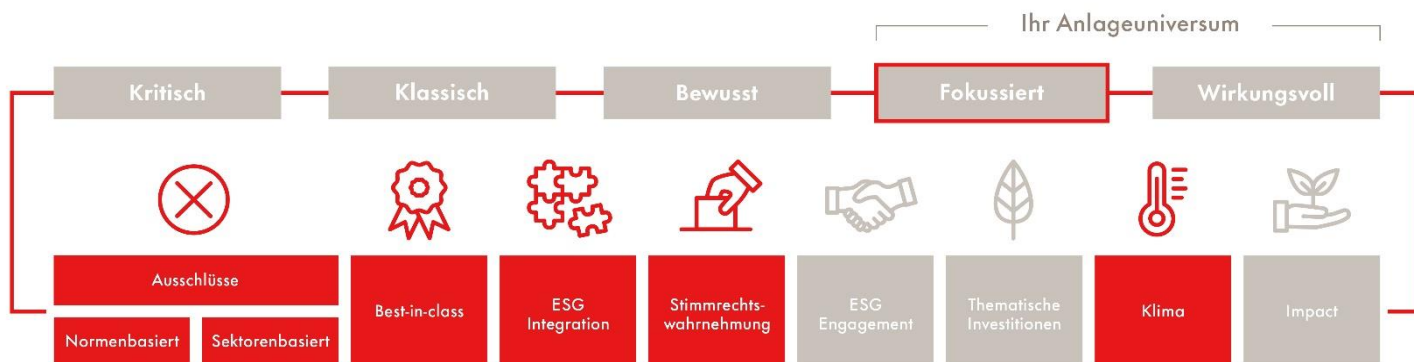 Ihr Anlageuniversum
Kritisch
Klassisch
Bewusst
Fokussiert
Wirkungsvoll
Ausschlüsse
Normenbasiert
Sektorenbasiert
Best-in-class
ESG
Integration
Stimmrechts-
wahrnehmung
ESG
Engagement
Thematische
Investitionen
Klima
Impact